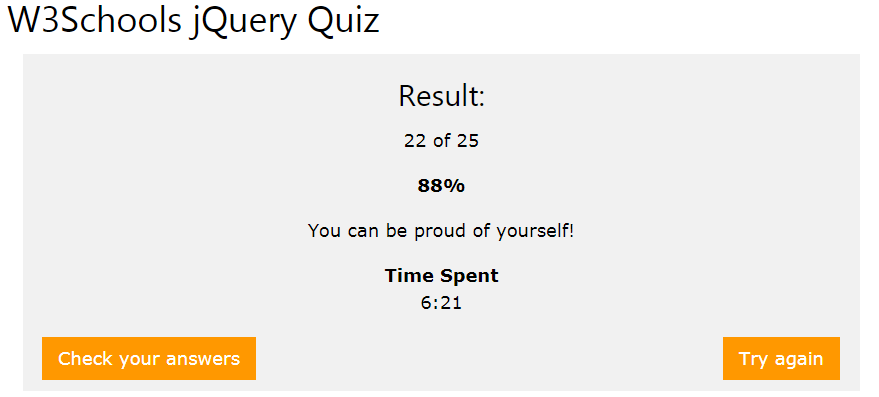 W3Schools jQuery Quiz
Result:
22 of 25
88%
You can be proud of yourself!
Time Spent
6:21
Check your answers
Try again